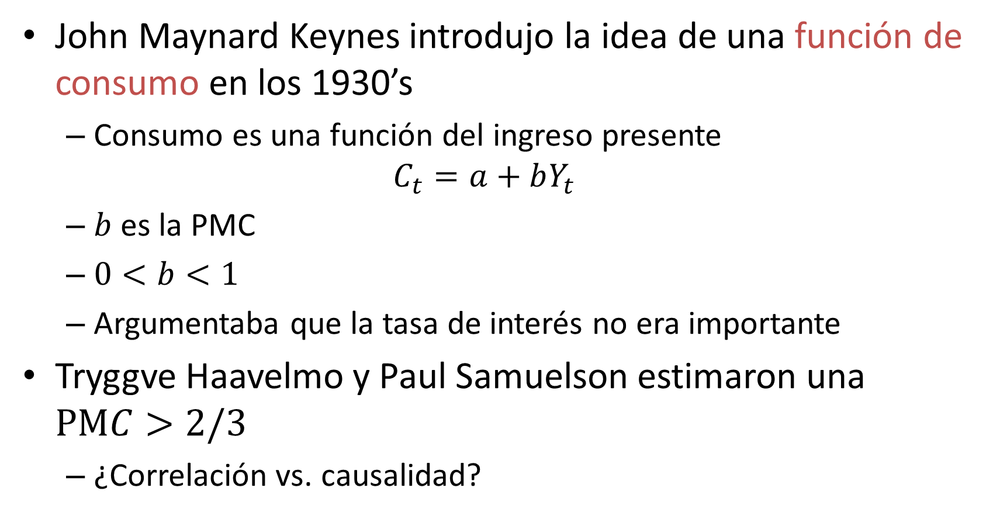 • John Maynard Keynes introdujo la idea de una función de
consumo en los 1930’s
– Consumo es una función del ingreso presente
C_t = a + bY_t
– b es la PMC
– 0 < b < 1
– Argumentaba que la tasa de interés no era importante
• Tryggve Haavelmo y Paul Samuelson estimaron una
PMC > 2/3
– ¿Correlación vs. causalidad?